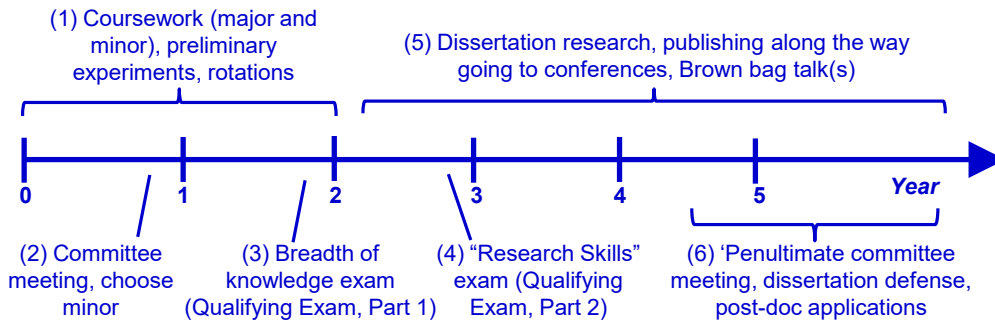 (1) Coursework (major and
minor), preliminary
experiments, rotations
(5) Dissertation research, publishing along the way
going to conferences, Brown bag talk(s)
0
1
2
3
4
5
Year
(2) Committee
meeting, choose
minor
(3) Breadth of
knowledge exam
(Qualifying Exam, Part 1)
(4) “Research Skills”
exam (Qualifying
Exam, Part 2)
(6) ‘Penultimate committee
meeting, dissertation defense,
post-doc applications